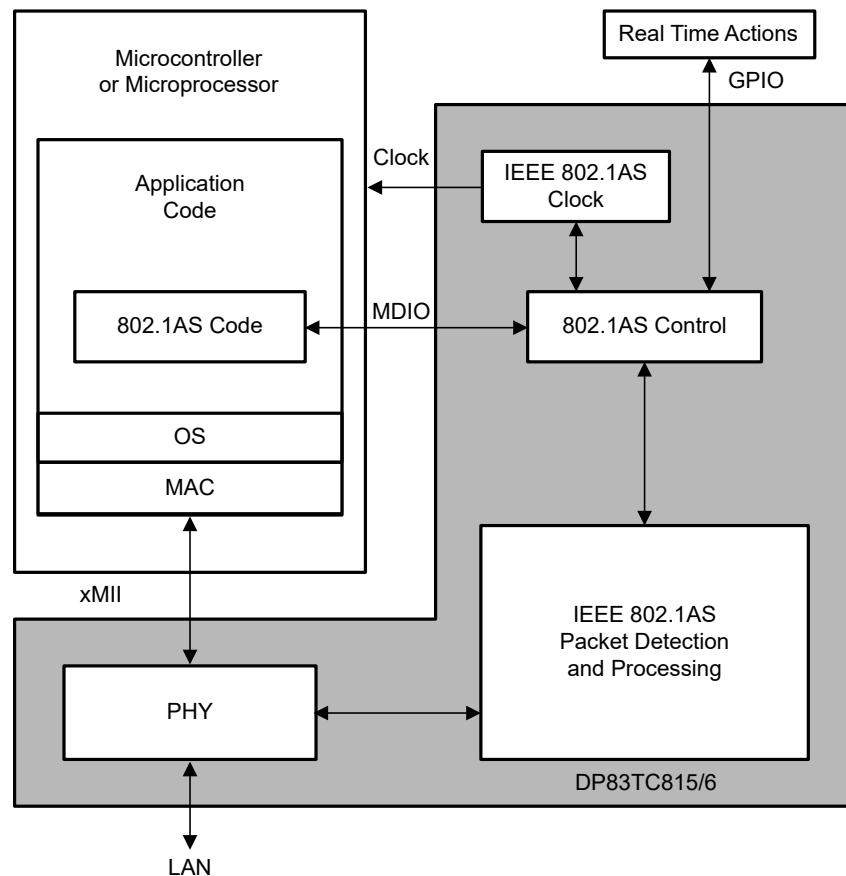 Microcontroller
or Microprocessor
Real Time Actions
GPIO
Application
Code
Clock
IEEE 802.1AS
Clock
802.1AS Code
MDIO
802.1AS Control
OS
MAC
xMII
IEEE 802.1AS
Packet Detection
and Processing
PHY
DP83TC815/6
LAN